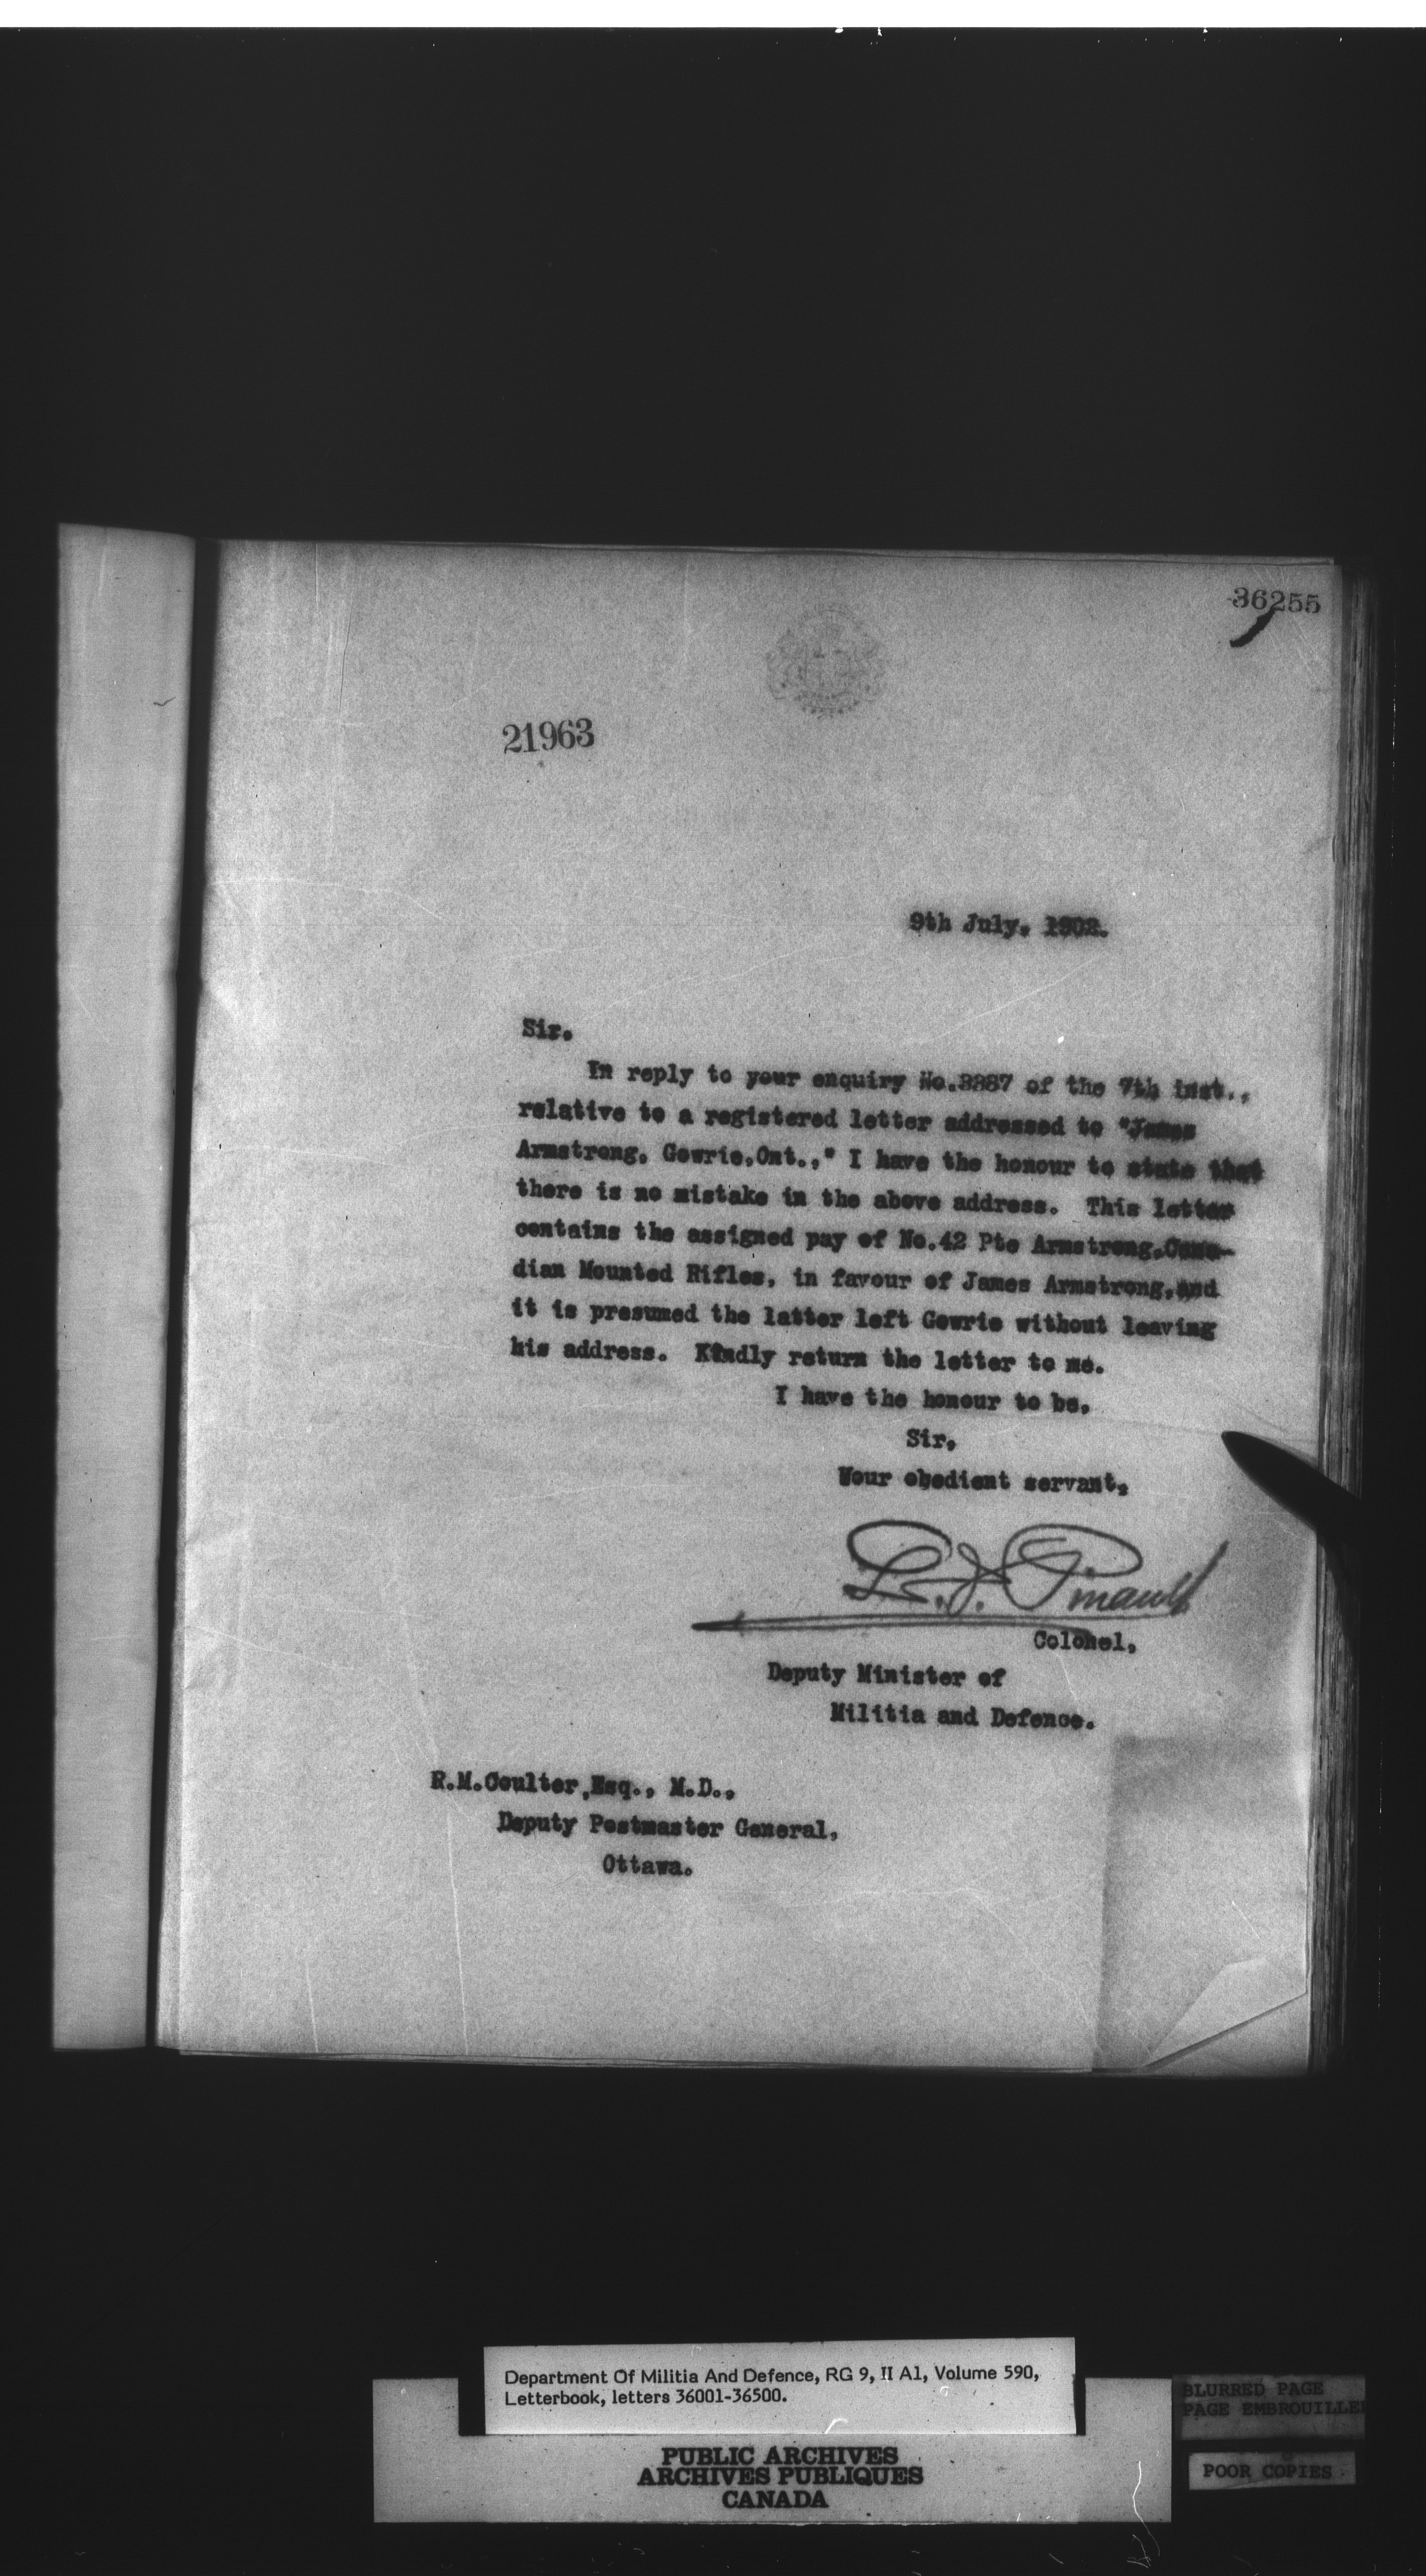 36255
21963
9th July, 1902.
Sir.
In reply to your enquiry No.3387 of the 7th inst.,
relative to a registered letter addressed to "James
Armstrong, Gowrie,Ont.," I have the honour to state that
there is no mistake in the above address. This letter
contains the assigned pay of No.42 Pte Armstrong,Cana-
dian Mounted Rifles, in favour of James Armstrong,and
it is presumed the latter left Gowrie without leaving
his address. Kindly return the letter to me.
I have the honour to be,
Sir,
Your obedient servant,
L. F. Pinault
Colonel,
Deputy Minister of
Militia and Defence.
R.M.Coulter,Esq., M.D.,
Deputy Postmaster General,
Ottawa.
Department Of Militia And Defence, RG 9, II A1, Volume 590,
Letterbook, letters 36001-36500.
PUBLIC ARCHIVES
ARCHIVES PUBLIQUES
CANADA
BLURRED PAGE
PAGE EMBROUILLE
POOR COPIES